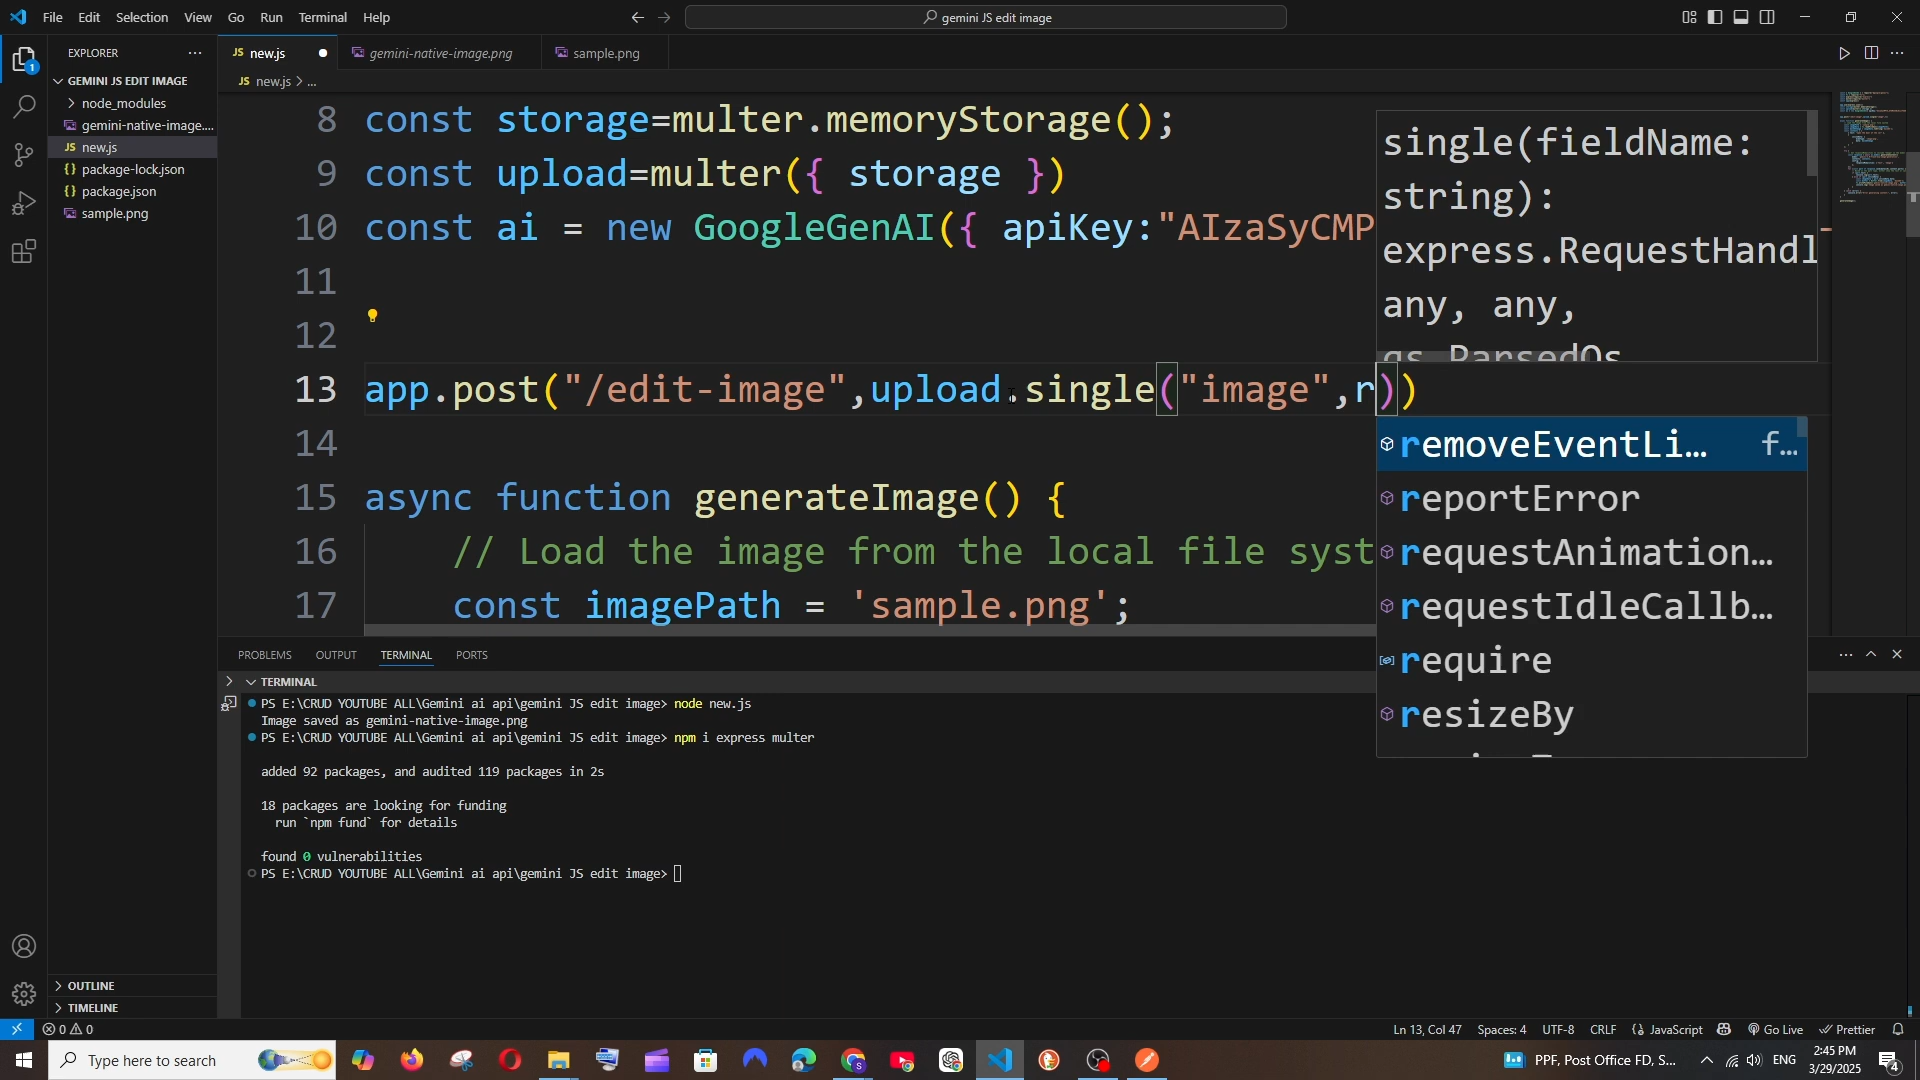 File Edit Selection View Go Run Terminal Help
gemini JS edit image
EXPLORER
GEMINI JS EDIT IMAGE
node_modules
gemini-native-image....
JS new.js
{} package-lock.json
{} package.json
sample.png
OUTLINE
TIMELINE
JS new.js
gemini-native-image.png
sample.png
JS new.js > ...
8 const storage=multer.memoryStorage();
9 const upload=multer({ storage })
10 const ai = new GoogleGenAI({ apiKey:"AIzaSyCMP
11
12
13 app.post("/edit-image",upload.single("image",r))
14
15 async function generateImage() {
16 // Load the image from the local file syst
17 const imagePath = 'sample.png';
single(fieldName:
string):
express.RequestHandl
any, any,
qs.ParsedQs
removeEventLi… f…
reportError
requestAnimation…
requestIdleCallb…
require
resizeBy
PROBLEMS OUTPUT TERMINAL PORTS
TERMINAL
PS E:\CRUD YOUTUBE ALL\Gemini ai api\gemini JS edit image> node new.js
Image saved as gemini-native-image.png
PS E:\CRUD YOUTUBE ALL\Gemini ai api\gemini JS edit image> npm i express multer
added 92 packages, and audited 119 packages in 2s
18 packages are looking for funding
run `npm fund` for details
found 0 vulnerabilities
PS E:\CRUD YOUTUBE ALL\Gemini ai api\gemini JS edit image>
0 0
Ln 13, Col 47 Spaces: 4 UTF-8 CRLF {} JavaScript Go Live Prettier
Type here to search
PPF, Post Office FD, S...
ENG
2:45 PM
3/29/2025
4